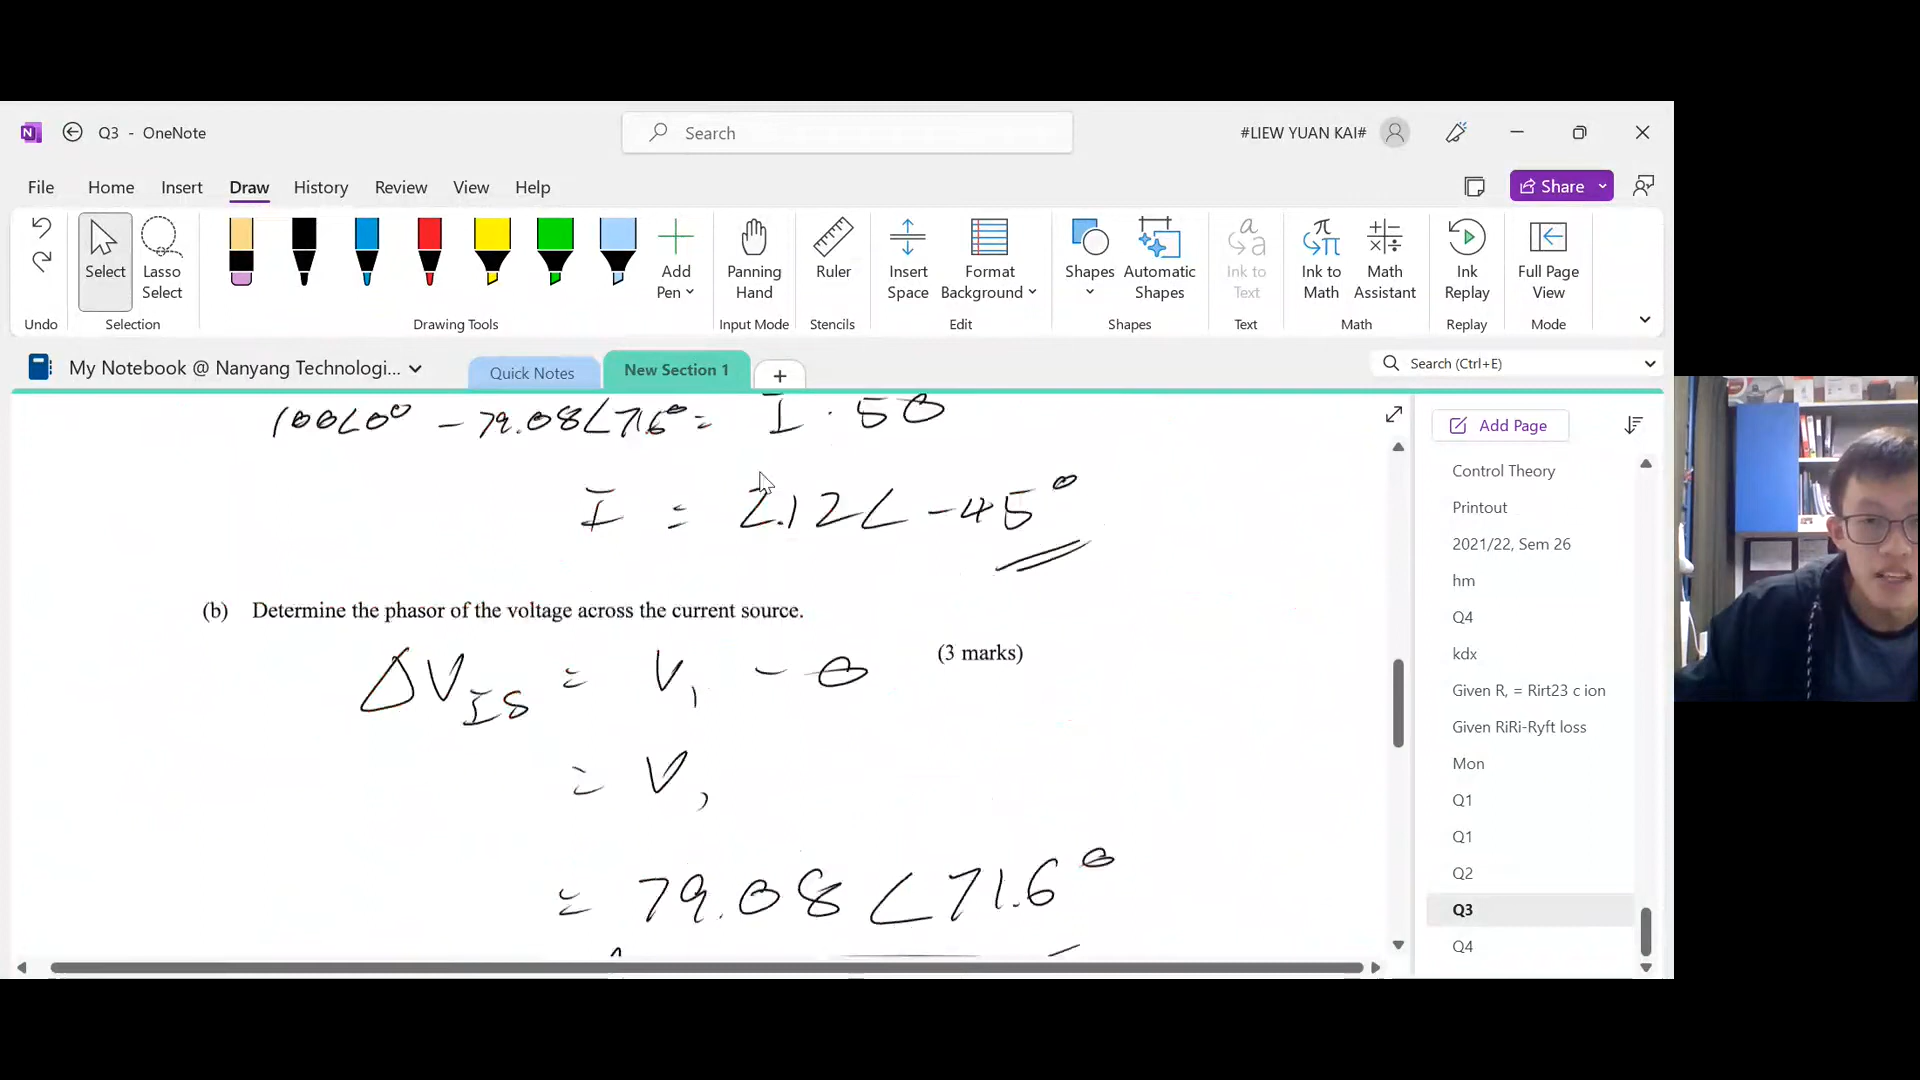 Q3 - OneNote
Search
#LIEW YUAN KAI#
File Home Insert Draw History Review View Help
Share
Select
Lasso Select
Add Pen
Panning Hand
Ruler
Insert Space
Format Background
Shapes
Automatic Shapes
Ink to Text
Ink to Math
Math Assistant
Ink Replay
Full Page View
Undo Selection Drawing Tools Input Mode Stencils Edit Shapes Text Math Replay Mode
My Notebook @ Nanyang Technologi...
Quick Notes
New Section 1
Search (Ctrl+E)
100∠0° - 79.08∠71.6° = I · 50
I = 2.12∠-45°
(b) Determine the phasor of the voltage across the current source.
(3 marks)
ΔV_IS = V₁ - 0
= V₁
= 79.08∠71.6°
Add Page
Control Theory
Printout
2021/22, Sem 26
hm
Q4
kdx
Given R, = Rirt23 c ion
Given RiRi-Ryft loss
Mon
Q1
Q1
Q2
Q3
Q4